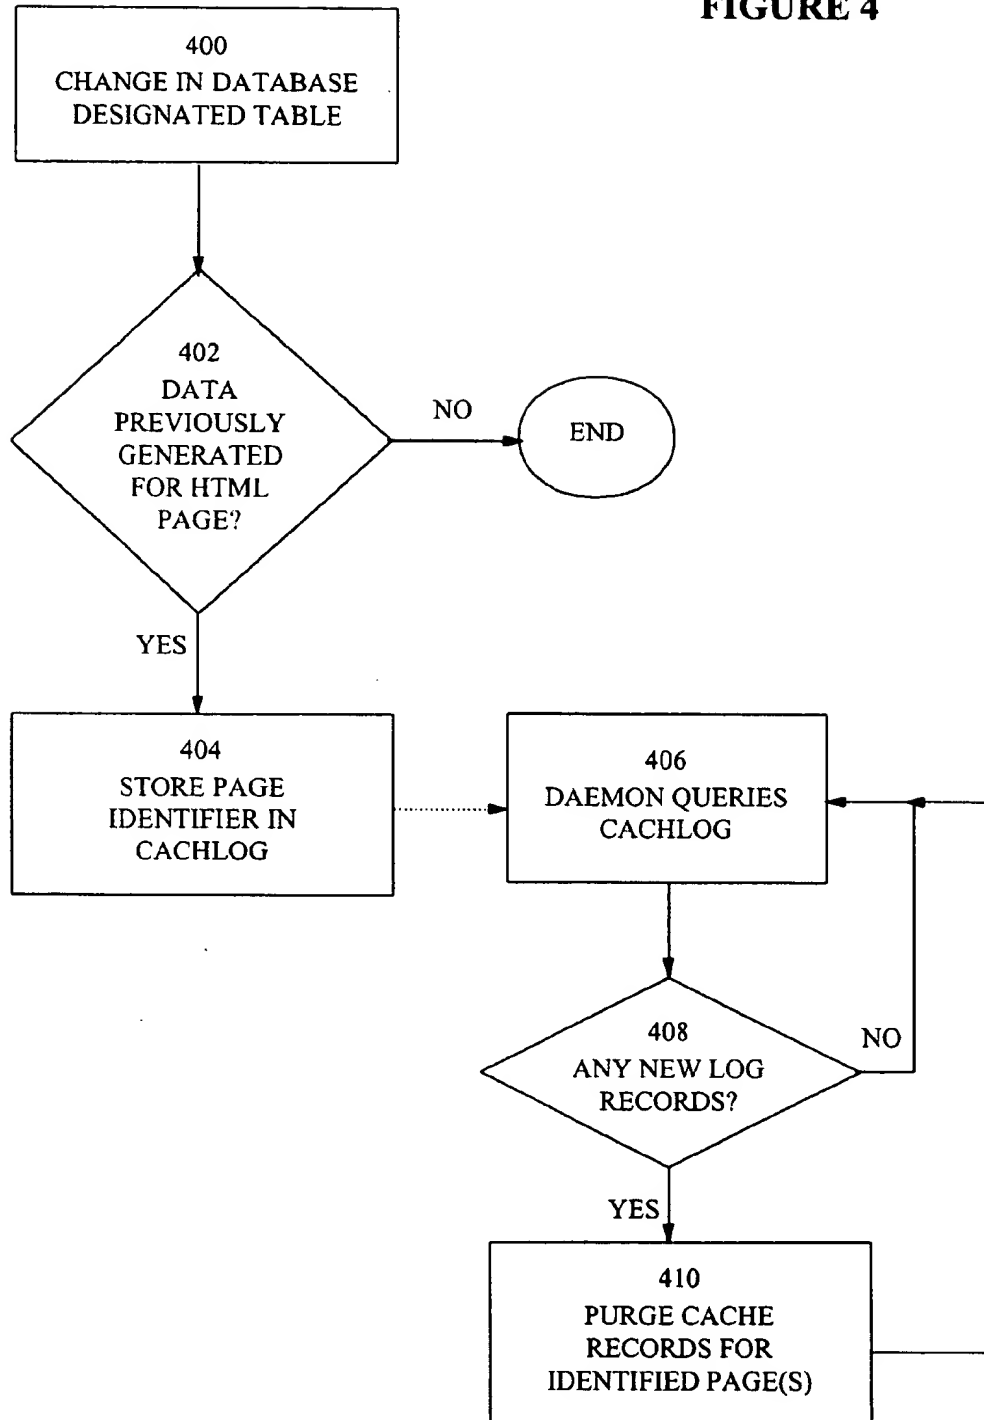 FIGURE 4
400
CHANGE IN DATABASE
DESIGNATED TABLE
402
DATA
PREVIOUSLY
GENERATED
FOR HTML
PAGE?
NO
END
YES
404
STORE PAGE
IDENTIFIER IN
CACHLOG
406
DAEMON QUERIES
CACHLOG
408
ANY NEW LOG
RECORDS?
NO
YES
410
PURGE CACHE
RECORDS FOR
IDENTIFIED PAGE(S)